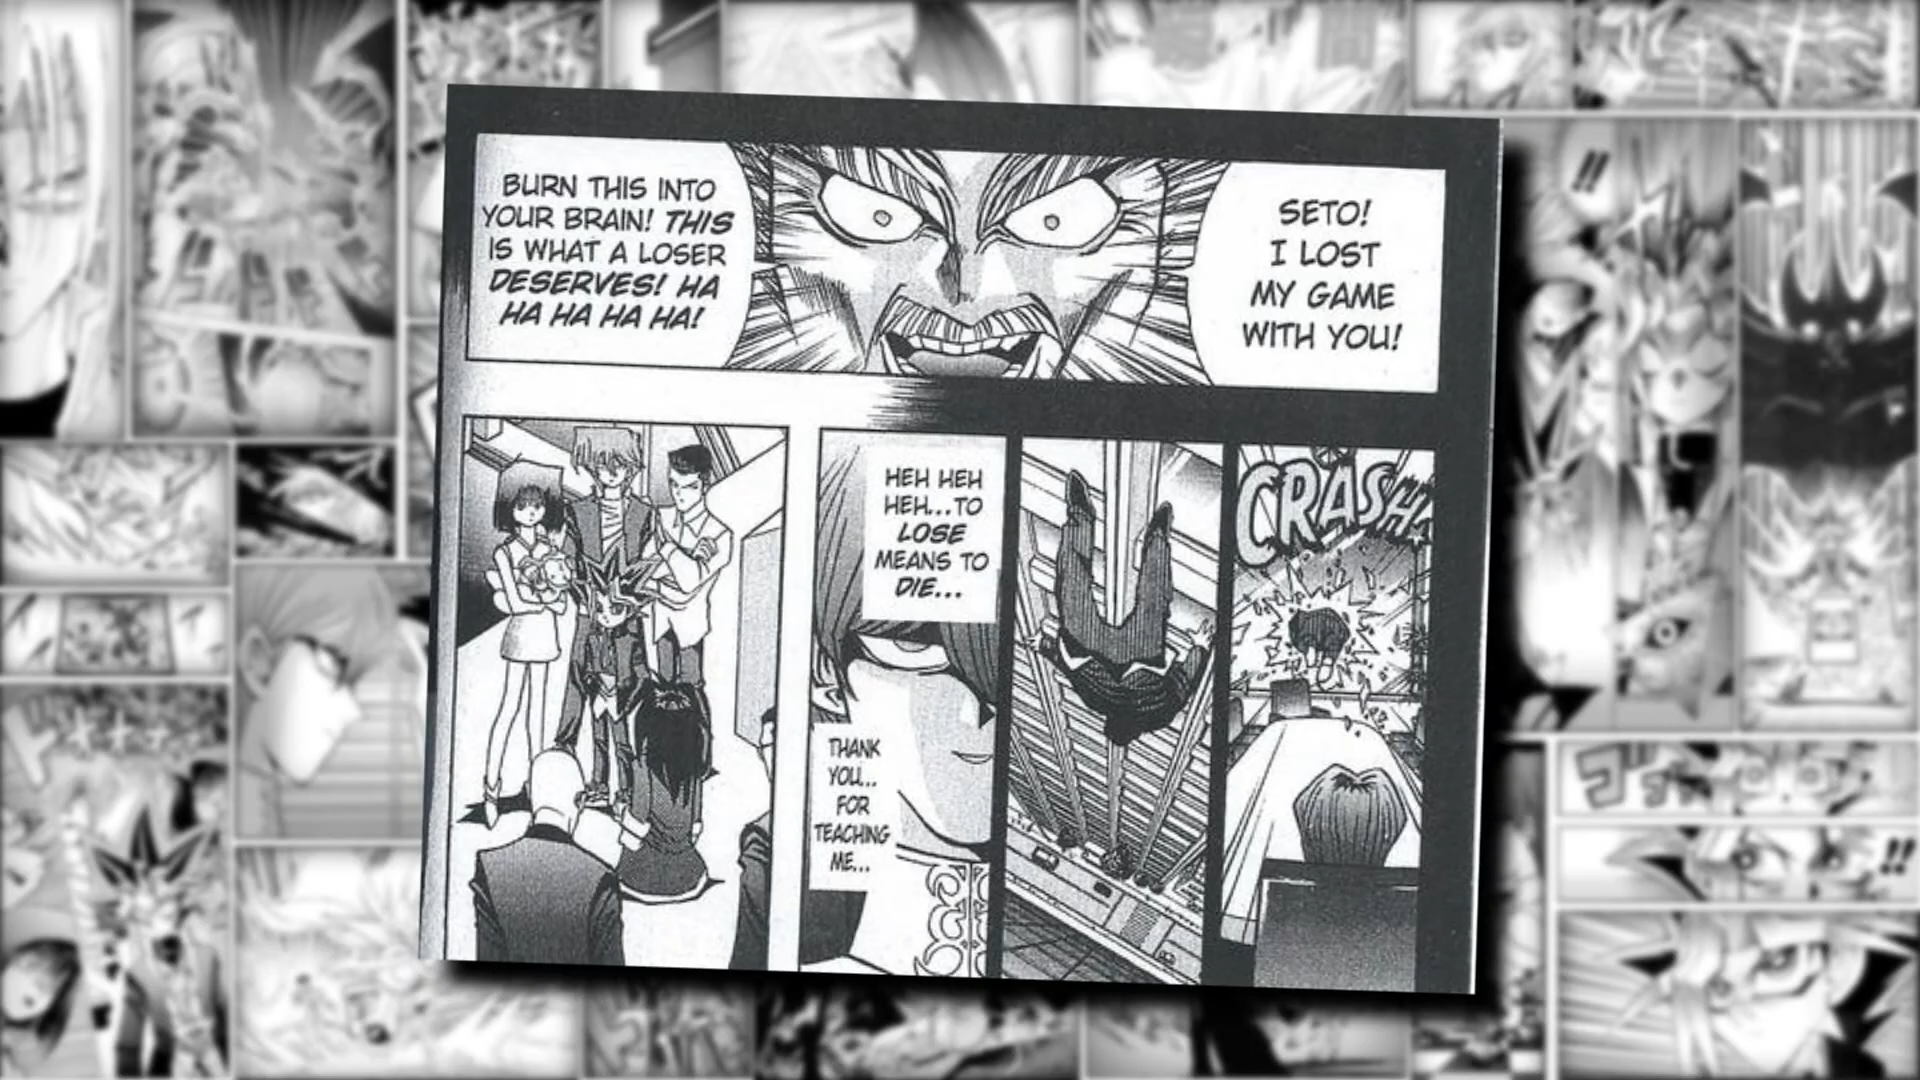 SETO!
I LOST
MY GAME
WITH YOU!
BURN THIS INTO
YOUR BRAIN! THIS
IS WHAT A LOSER
DESERVES! HA
HA HA HA HA!
CRASH
HEH HEH
HEH...TO
LOSE
MEANS TO
DIE...
THANK
YOU...
FOR
TEACHING
ME...
!!
!!